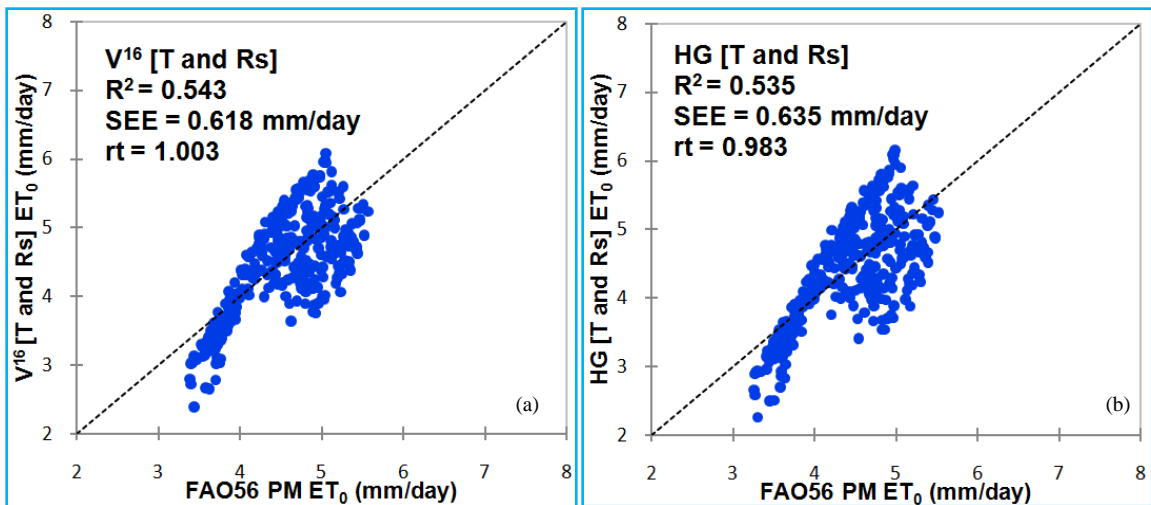 V¹⁶ [T and Rs]
R² = 0.543
SEE = 0.618 mm/day
rt = 1.003
V¹⁶ [T and Rs] ET₀ (mm/day)
8
7
6
5
4
3
2
2 3 4 5 6 7 8
FAO56 PM ET₀ (mm/day)
(a)
HG [T and Rs]
R² = 0.535
SEE = 0.635 mm/day
rt = 0.983
HG [T and Rs] ET₀ (mm/day)
8
7
6
5
4
3
2
2 3 4 5 6 7 8
FAO56 PM ET₀ (mm/day)
(b)